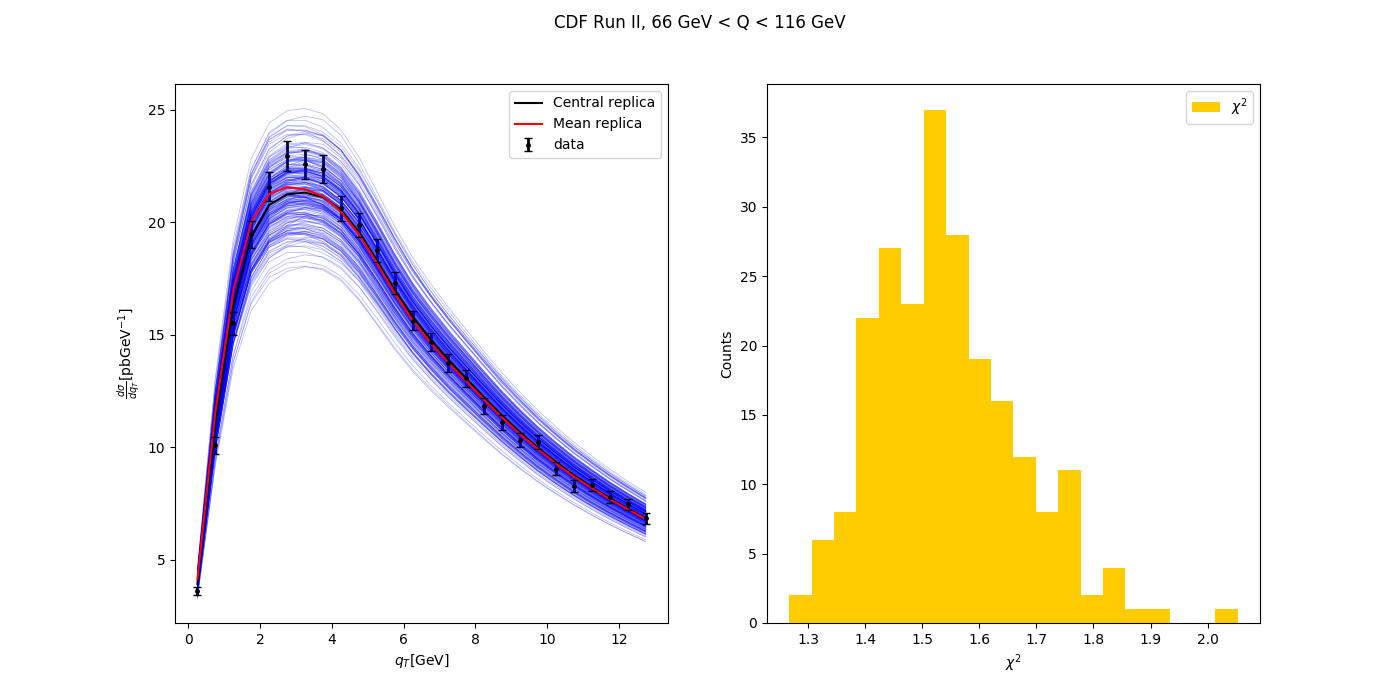 CDF Run II, 66 GeV < Q < 116 GeV
25
20
15
10
5
dσ/dq_T [pbGeV⁻¹]
Central replica
Mean replica
data
0 2 4 6 8 10 12
q_T[GeV]
35
30
25
20
15
10
5
0
Counts
χ²
1.3 1.4 1.5 1.6 1.7 1.8 1.9 2.0
χ²